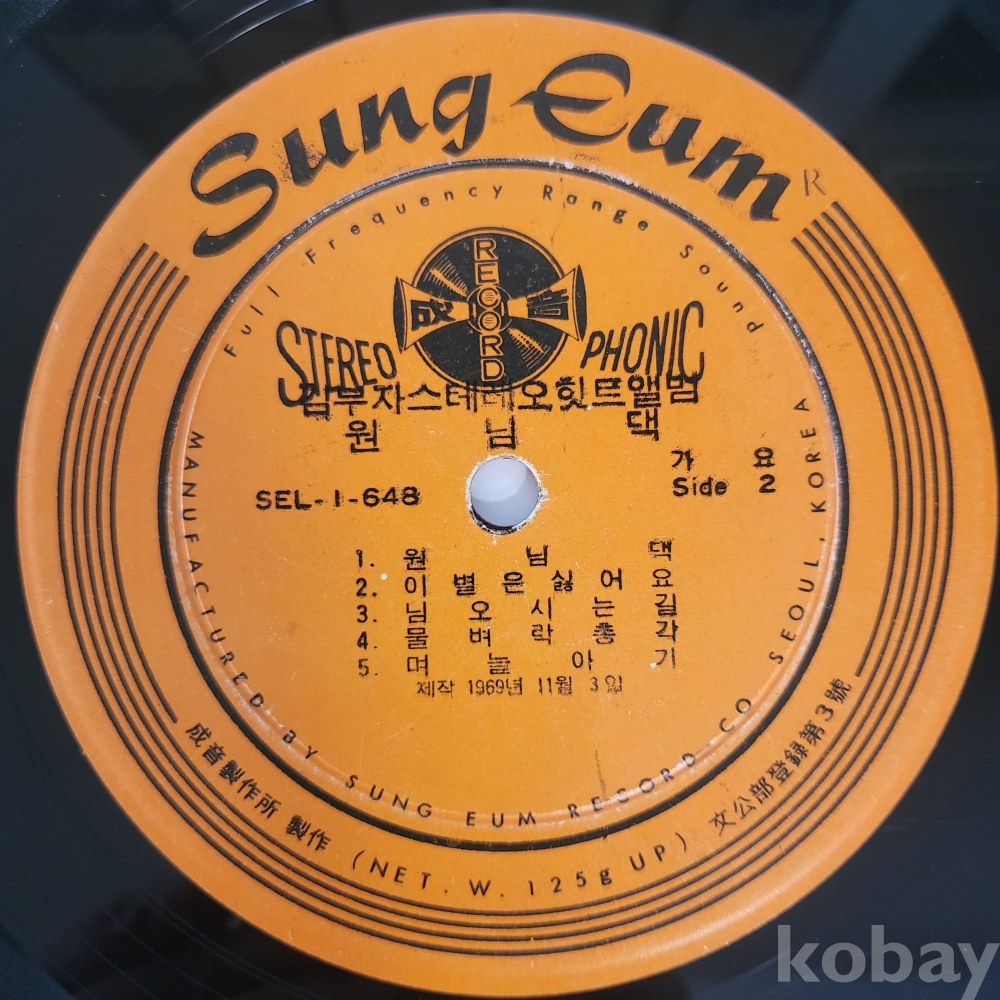 Sung Eum
R
Full Frequency Range Sound
RECORD
成 音
STEREO PHONIC
김부자스테레오힛트앨범
원님댁
가요
SEL-1-648
Side 2
1. 원님댁
2. 이별은싫어요
3. 님오시는길
4. 물벼락총각
5. 며늘아기
제작 1969년 11월 3일
MANUFACTURED BY SUNG EUM RECORD CO SEOUL, KOREA
成音製作所 製作 (NET. W. 125g UP) 文公部登録第3號
kobay